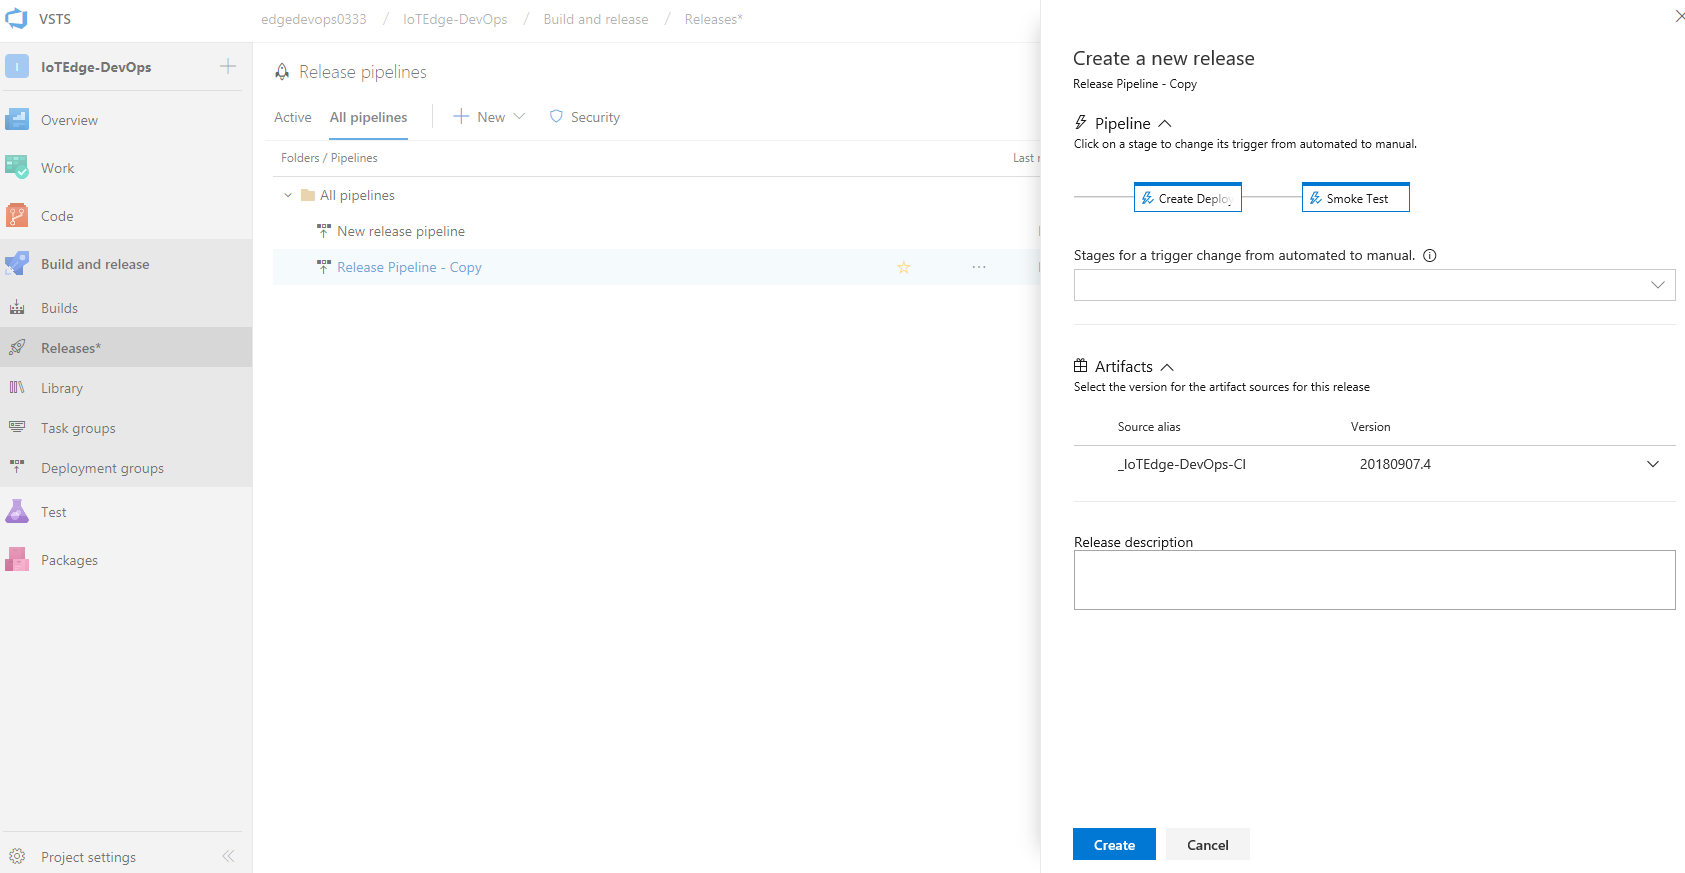 VSTS
edgedevops0333 / IoTEdge-DevOps / Build and release / Releases*
I IoTEdge-DevOps
Overview
Work
Code
Build and release
Builds
Releases*
Library
Task groups
Deployment groups
Test
Packages
Project settings
Release pipelines
Active All pipelines New Security
Folders / Pipelines Last
All pipelines
New release pipeline
Release Pipeline - Copy
Create a new release
Release Pipeline - Copy
Pipeline
Click on a stage to change its trigger from automated to manual.
Create Deploy Smoke Test
Stages for a trigger change from automated to manual.
Artifacts
Select the version for the artifact sources for this release
Source alias Version
_IoTEdge-DevOps-CI 20180907.4
Release description
Create Cancel